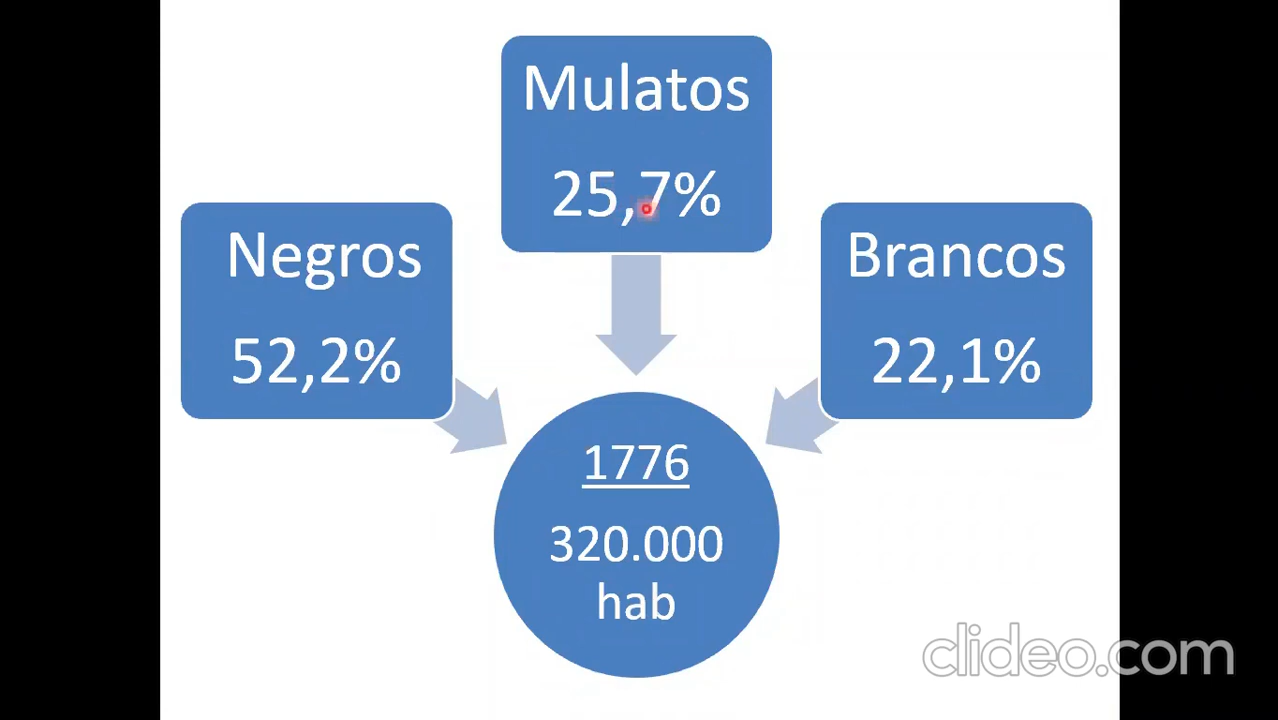 Mulatos
25,7%
Negros
52,2%
Brancos
22,1%
1776
320.000
hab
clideo.com